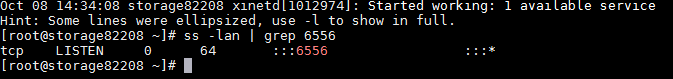 Oct 08 14:34:08 storage82208 xinetd[1012974]: Started working: 1 available service
Hint: Some lines were ellipsized, use -l to show in full.
[root@storage82208 ~]# ss -lan | grep 6556
tcp LISTEN 0 64 :::6556 :::*
[root@storage82208 ~]#